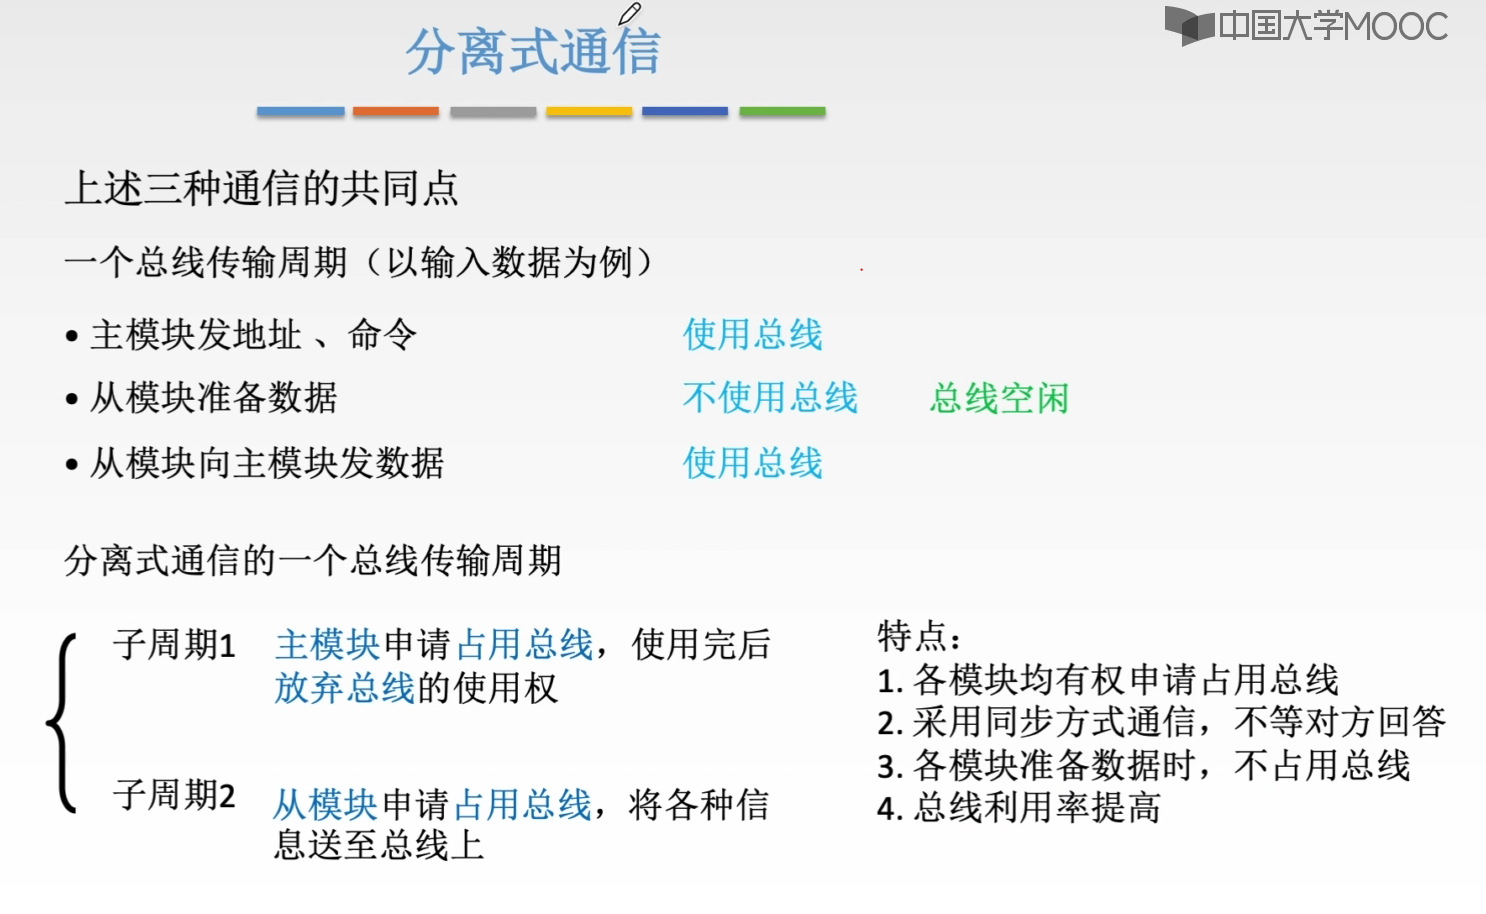 分离式通信
中国大学MOOC
上述三种通信的共同点
一个总线传输周期（以输入数据为例）
• 主模块发地址 、命令 使用总线
• 从模块准备数据 不使用总线 总线空闲
• 从模块向主模块发数据 使用总线
分离式通信的一个总线传输周期
子周期1 主模块申请占用总线，使用完后
放弃总线的使用权
子周期2 从模块申请占用总线，将各种信
息送至总线上
特点：
1. 各模块均有权申请占用总线
2. 采用同步方式通信，不等对方回答
3. 各模块准备数据时，不占用总线
4. 总线利用率提高